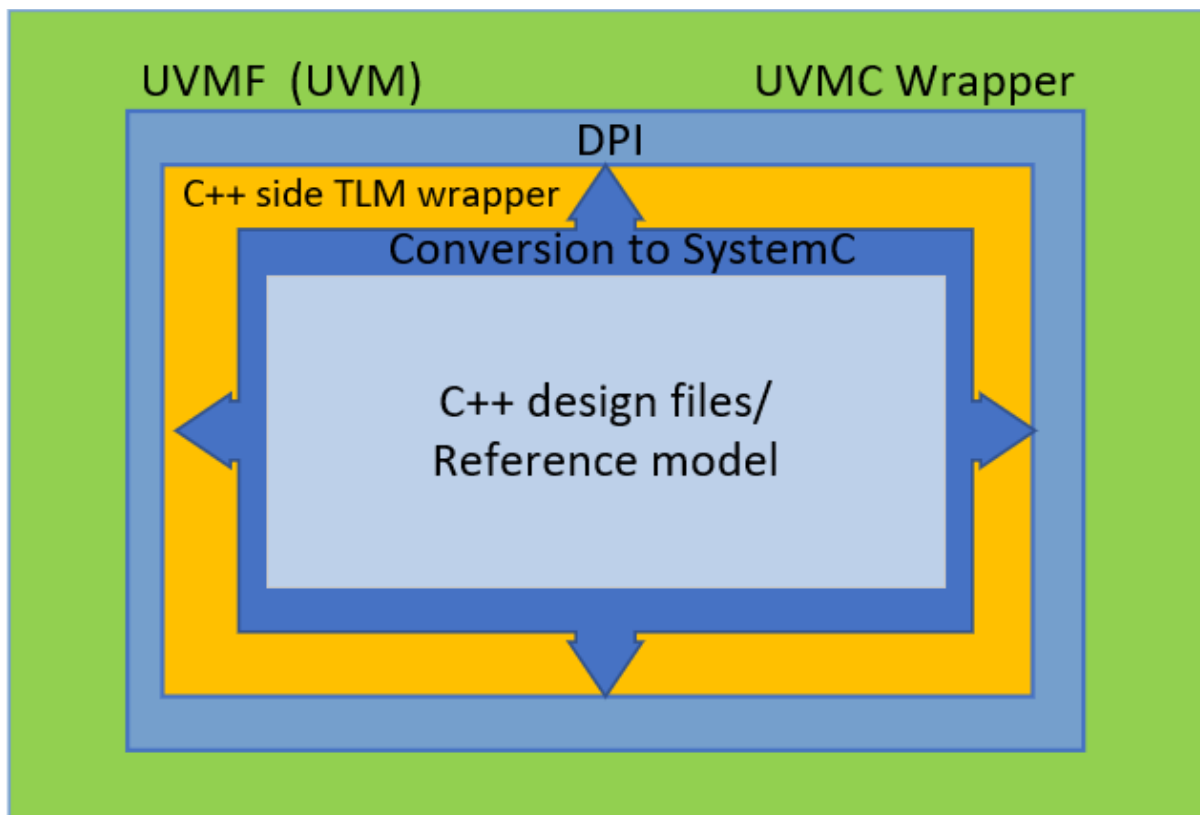 UVMF (UVM)
UVMC Wrapper
DPI
C++ side TLM wrapper
Conversion to SystemC
C++ design files/
Reference model